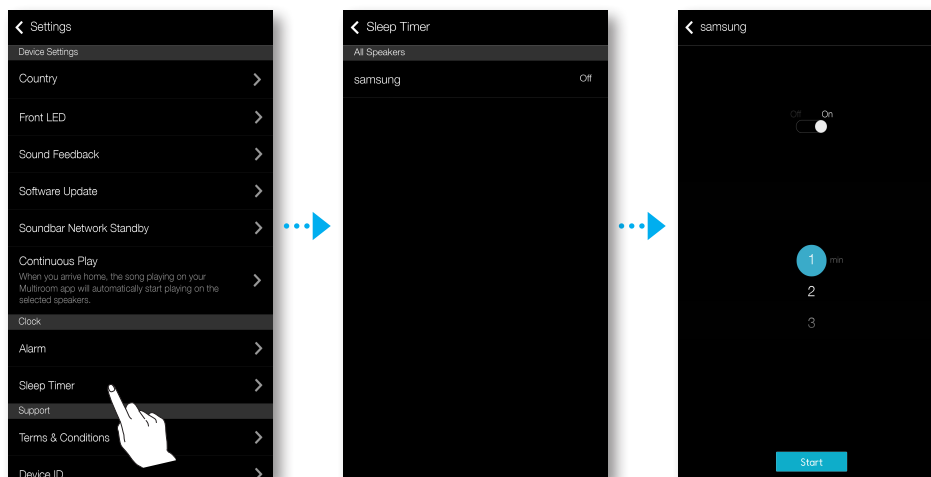 Settings
Device Settings
Country
Front LED
Sound Feedback
Software Update
Soundbar Network Standby
Continuous Play
When you arrive home, the song playing on your
Multiroom app will automatically start playing on the
selected speakers.
Clock
Alarm
Sleep Timer
Support
Terms & Conditions
Device ID
Sleep Timer
All Speakers
samsung Off
samsung
Off On
1 min
2
3
Start